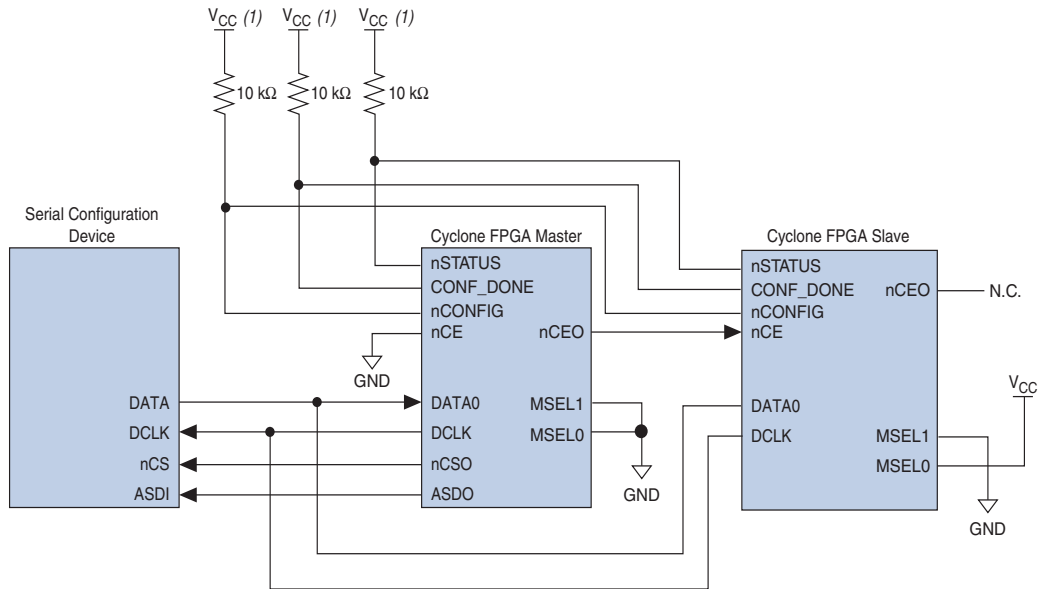 VCC (1) VCC (1) VCC (1)
10 kΩ 10 kΩ 10 kΩ
Serial Configuration
Device
DATA
DCLK
nCS
ASDI
Cyclone FPGA Master
nSTATUS
CONF_DONE
nCONFIG
nCE
nCEO
GND
DATA0
DCLK
nCSO
ASDO
MSEL1
MSEL0
GND
Cyclone FPGA Slave
nSTATUS
CONF_DONE
nCONFIG
nCE
nCEO
N.C.
DATA0
DCLK
MSEL1
MSEL0
VCC
GND